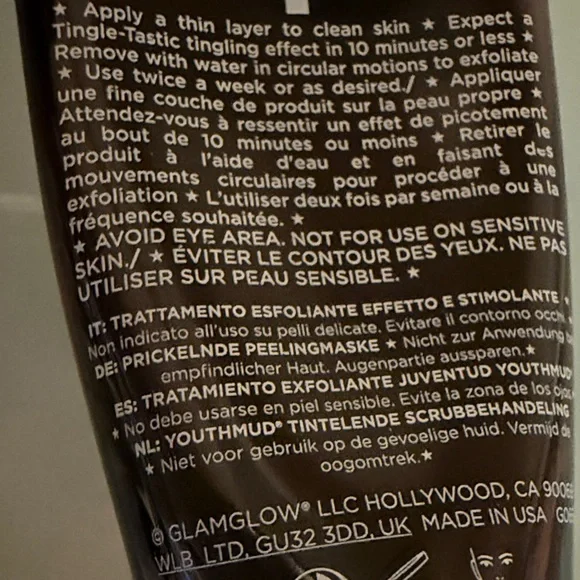 ★ Apply a thin layer to clean skin ★ Expect a
Tingle-Tastic tingling effect in 10 minutes or less ★
Remove with water in circular motions to exfoliate
★ Use twice a week or as desired./ ★ Appliquer
une fine couche de produit sur la peau propre ★
Attendez-vous à ressentir un effet de picotement
au bout de 10 minutes ou moins ★ Retirer le
produit à l'aide d'eau et en faisant des
mouvements circulaires pour procéder à une
exfoliation ★ L'utiliser deux fois par semaine ou à la
fréquence souhaitée. ★
★ AVOID EYE AREA. NOT FOR USE ON SENSITIVE
SKIN./ ★ ÉVITER LE CONTOUR DES YEUX. NE PAS
UTILISER SUR PEAU SENSIBLE. ★
IT: TRATTAMENTO ESFOLIANTE EFFETTO E STIMOLANTE ★
Non indicato all'uso su pelli delicate. Evitare il contorno occhi.
DE: PRICKELNDE PEELINGMASKE ★ Nicht zur Anwendung
empfindlicher Haut. Augenpartie aussparen.★
ES: TRATAMIENTO EXFOLIANTE JUVENTUD YOUTHMUD
★ No debe usarse en piel sensible. Evite la zona de los ojos
NL: YOUTHMUD® TINTELENDE SCRUBBEHANDELING
★ Niet voor gebruik op de gevoelige huid. Vermijd de
oogomtrek.★
© GLAMGLOW® LLC HOLLYWOOD, CA 90068
WLB LTD, GU32 3DD, UK MADE IN USA